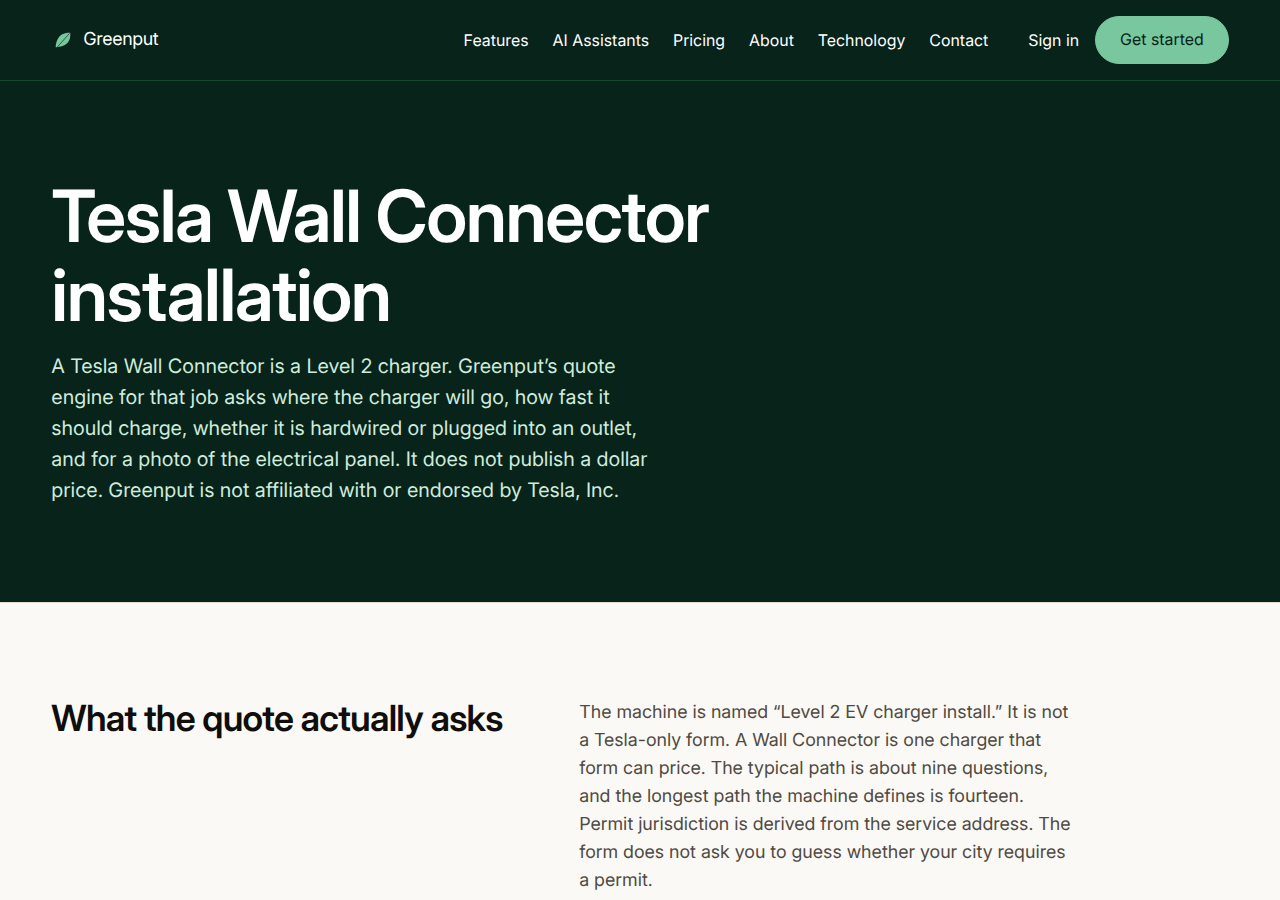 Greenput
Features
AI Assistants
Pricing
About
Technology
Contact
Sign in
Get started
Tesla Wall Connector
installation
A Tesla Wall Connector is a Level 2 charger. Greenput’s quote
engine for that job asks where the charger will go, how fast it
should charge, whether it is hardwired or plugged into an outlet,
and for a photo of the electrical panel. It does not publish a dollar
price. Greenput is not affiliated with or endorsed by Tesla, Inc.
What the quote actually asks
The machine is named “Level 2 EV charger install.” It is not
a Tesla-only form. A Wall Connector is one charger that
form can price. The typical path is about nine questions,
and the longest path the machine defines is fourteen.
Permit jurisdiction is derived from the service address. The
form does not ask you to guess whether your city requires
a permit.